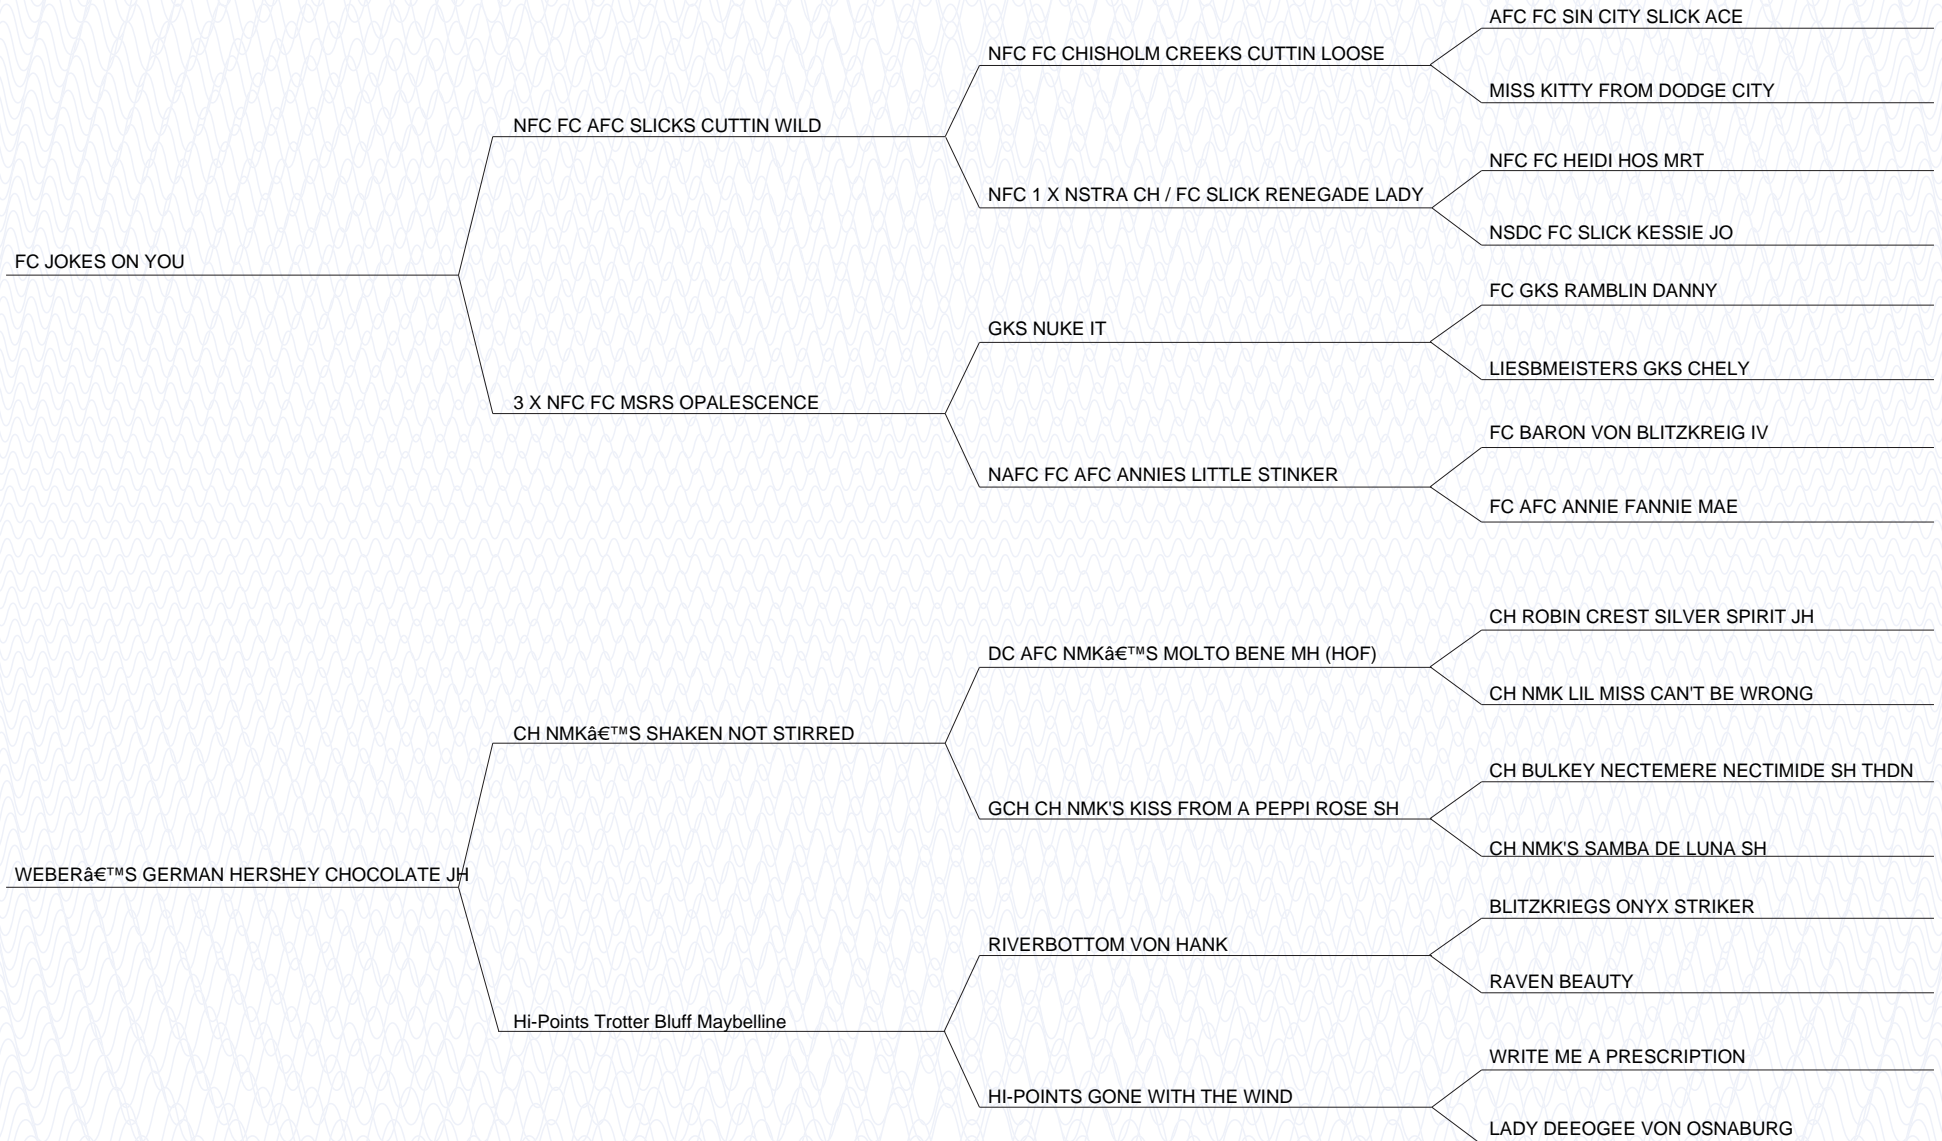 AFC FC SIN CITY SLICK ACE
NFC FC CHISHOLM CREEKS CUTTIN LOOSE
MISS KITTY FROM DODGE CITY
NFC FC AFC SLICKS CUTTIN WILD
NFC FC HEIDI HOS MRT
NFC 1 X NSTRA CH / FC SLICK RENEGADE LADY
NSDC FC SLICK KESSIE JO
FC JOKES ON YOU
FC GKS RAMBLIN DANNY
GKS NUKE IT
LIESBMEISTERS GKS CHELY
3 X NFC FC MSRS OPALESCENCE
FC BARON VON BLITZKREIG IV
NAFC FC AFC ANNIES LITTLE STINKER
FC AFC ANNIE FANNIE MAE
CH ROBIN CREST SILVER SPIRIT JH
DC AFC NMKâ€™S MOLTO BENE MH (HOF)
CH NMK LIL MISS CAN'T BE WRONG
CH NMKâ€™S SHAKEN NOT STIRRED
CH BULKEY NECTEMERE NECTIMIDE SH THDN
GCH CH NMK'S KISS FROM A PEPPI ROSE SH
CH NMK'S SAMBA DE LUNA SH
WEBERâ€™S GERMAN HERSHEY CHOCOLATE JH
BLITZKRIEGS ONYX STRIKER
RIVERBOTTOM VON HANK
RAVEN BEAUTY
Hi-Points Trotter Bluff Maybelline
WRITE ME A PRESCRIPTION
HI-POINTS GONE WITH THE WIND
LADY DEEOGEE VON OSNABURG